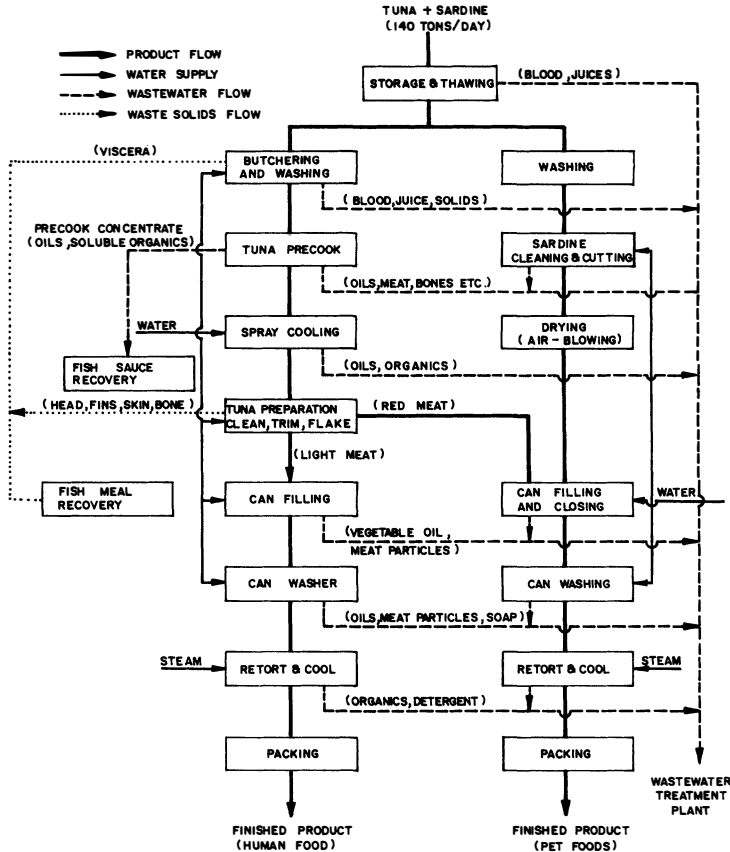 TUNA + SARDINE
(140 TONS/DAY)
PRODUCT FLOW
WATER SUPPLY
WASTEWATER FLOW
WASTE SOLIDS FLOW
STORAGE & THAWING
(BLOOD, JUICES)
(VISCERA)
BUTCHERING
AND WASHING
WASHING
(BLOOD, JUICE, SOLIDS)
PRECOOK CONCENTRATE
(OILS, SOLUBLE ORGANICS)
TUNA PRECOOK
SARDINE
CLEANING & CUTTING
(OILS, MEAT, BONES ETC.)
WATER
SPRAY COOLING
DRYING
(AIR - BLOWING)
FISH SAUCE
RECOVERY
(OILS, ORGANICS)
(HEAD, FINS, SKIN, BONE)
TUNA PREPARATION
CLEAN, TRIM, FLAKE
(RED MEAT)
(LIGHT MEAT)
FISH MEAL
RECOVERY
CAN FILLING
CAN FILLING
AND CLOSING
WATER
(VEGETABLE OIL,
MEAT PARTICLES)
CAN WASHER
CAN WASHING
(OILS, MEAT PARTICLES, SOAP)
STEAM
RETORT & COOL
RETORT & COOL
STEAM
(ORGANICS, DETERGENT)
PACKING
PACKING
WASTEWATER
TREATMENT
PLANT
FINISHED PRODUCT
(HUMAN FOOD)
FINISHED PRODUCT
(PET FOODS)